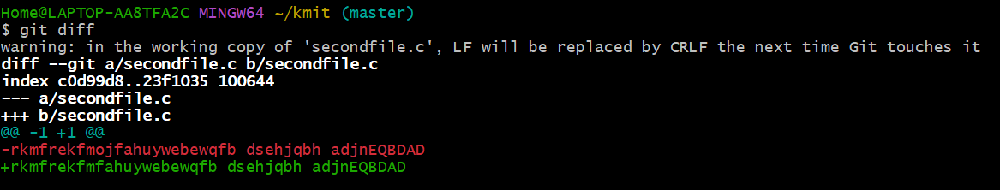 Home@LAPTOP-AA8TFA2C MINGW64 ~/kmit (master)
$ git diff
warning: in the working copy of 'secondfile.c', LF will be replaced by CRLF the next time Git touches it
diff --git a/secondfile.c b/secondfile.c
index c0d99d8..23f1035 100644
--- a/secondfile.c
+++ b/secondfile.c
@@ -1 +1 @@
-rkmfrekfmojfahuywebewqfb dsehjqbh adjnEQBDAD
+rkmfrekfmfahuywebewqfb dsehjqbh adjnEQBDAD